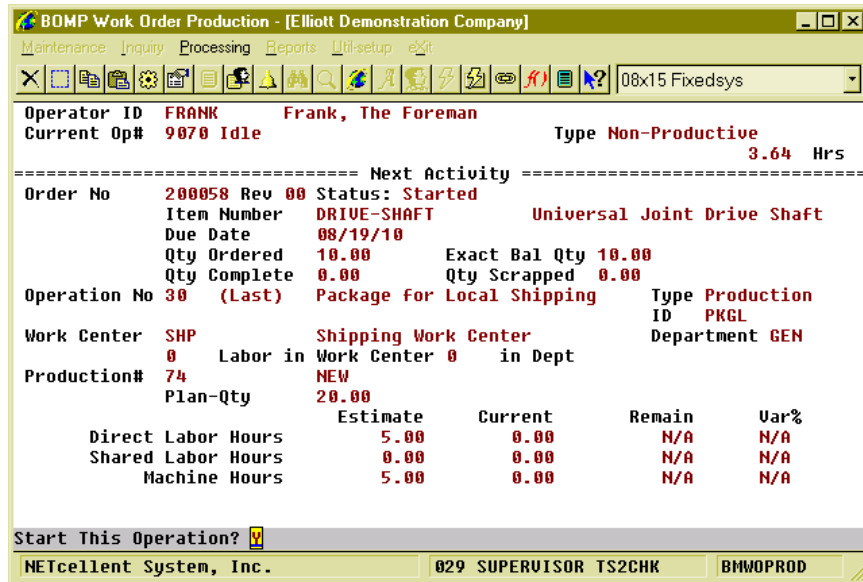 BOMP Work Order Production - [Elliott Demonstration Company]
Maintenance Inquiry Processing Reports Util-setup eXit
08x15 Fixedsys
Operator ID FRANK Frank, The Foreman
Current Op# 9070 Idle Type Non-Productive
3.64 Hrs
================================ Next Activity ================================
Order No 200058 Rev 00 Status: Started
Item Number DRIVE-SHAFT Universal Joint Drive Shaft
Due Date 08/19/10
Qty Ordered 10.00 Exact Bal Qty 10.00
Qty Complete 0.00 Qty Scrapped 0.00
Operation No 30 (Last) Package for Local Shipping Type Production
ID PKGL
Work Center SHP Shipping Work Center Department GEN
0 Labor in Work Center 0 in Dept
Production# 74 NEW
Plan-Qty 20.00
Estimate Current Remain Var%
Direct Labor Hours 5.00 0.00 N/A N/A
Shared Labor Hours 0.00 0.00 N/A N/A
Machine Hours 5.00 0.00 N/A N/A
Start This Operation? Y
NETcellent System, Inc. 029 SUPERVISOR TS2CHK BMWOPROD